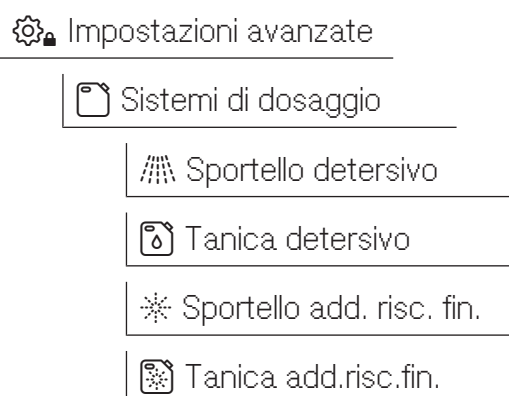 Impostazioni avanzate
Sistemi di dosaggio
Sportello detersivo
Tanica detersivo
Sportello add. risc. fin.
Tanica add.risc.fin.